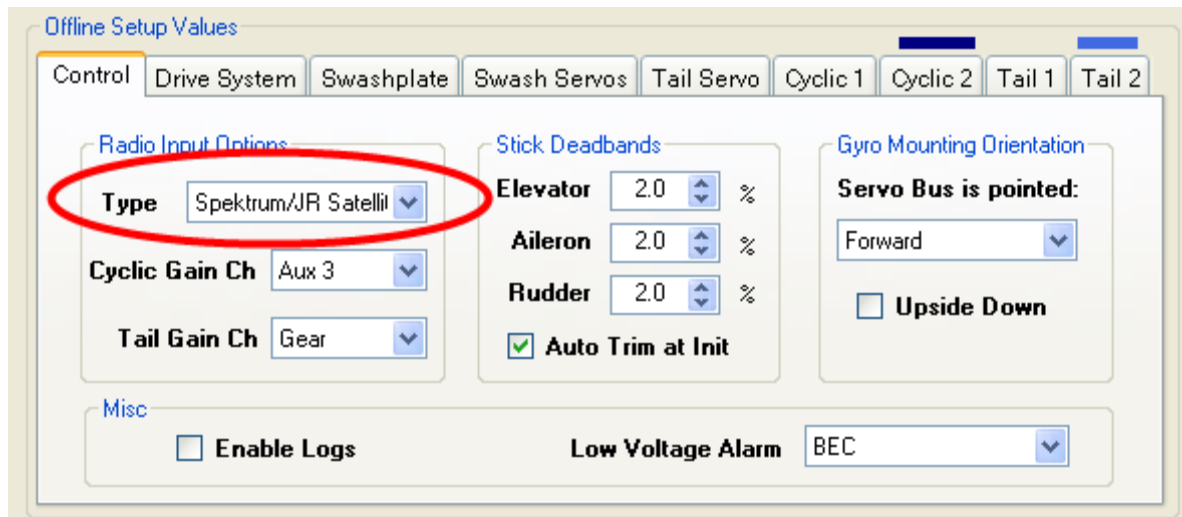 Offline Setup Values
Control Drive System Swashplate Swash Servos Tail Servo Cyclic 1 Cyclic 2 Tail 1 Tail 2
Radio Input Options
Type Spektrum/JR Satelli
Cyclic Gain Ch Aux 3
Tail Gain Ch Gear
Stick Deadbands
Elevator 2.0 %
Aileron 2.0 %
Rudder 2.0 %
Auto Trim at Init
Gyro Mounting Orientation
Servo Bus is pointed:
Forward
Upside Down
Misc
Enable Logs
Low Voltage Alarm BEC